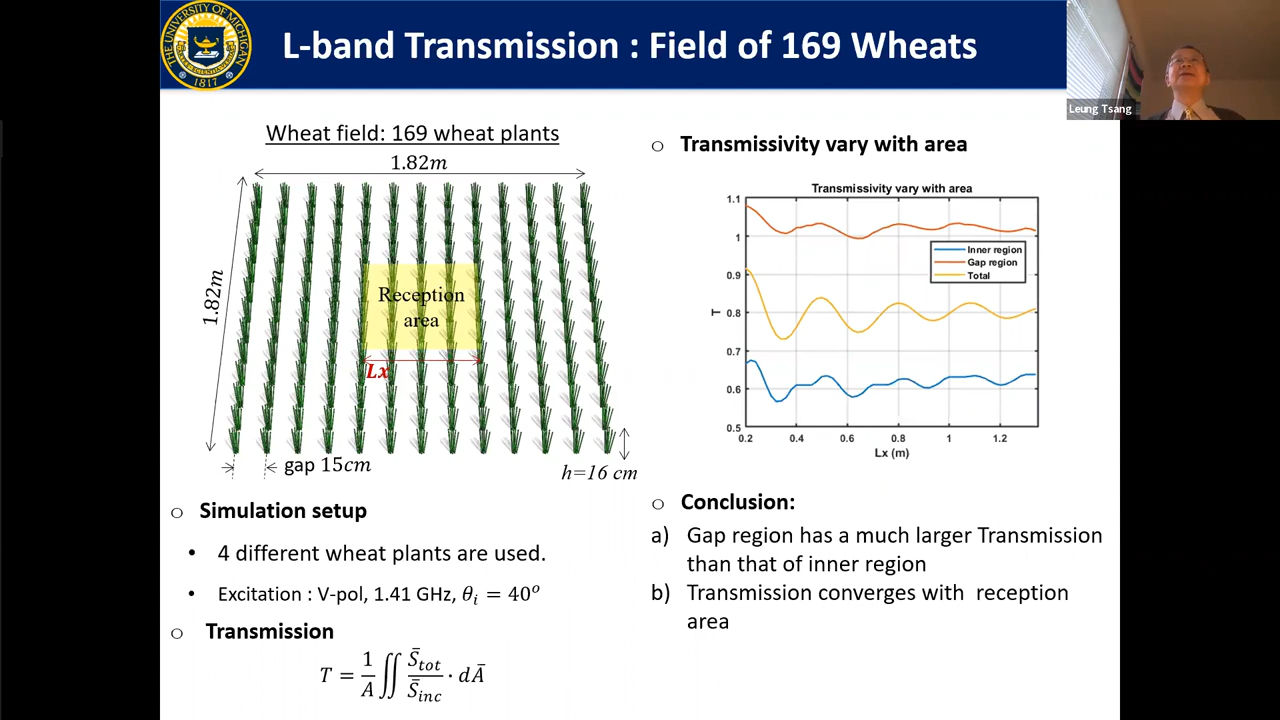 THE UNIVERSITY OF MICHIGAN
1817
L-band Transmission : Field of 169 Wheats
Leung Tsang
Wheat field: 169 wheat plants
1.82m
1.82m
Reception
area
Lx
gap 15cm
h=16 cm
o Simulation setup
• 4 different wheat plants are used.
• Excitation : V-pol, 1.41 GHz, θᵢ = 40°
o Transmission
T = 1/A ∬ S̄tot/S̄inc · dĀ
o Transmissivity vary with area
Transmissivity vary with area
1.1
1
0.9
0.8
0.7
0.6
0.5
T
Inner region
Gap region
Total
0.2 0.4 0.6 0.8 1 1.2
Lx (m)
o Conclusion:
a) Gap region has a much larger Transmission
than that of inner region
b) Transmission converges with reception
area